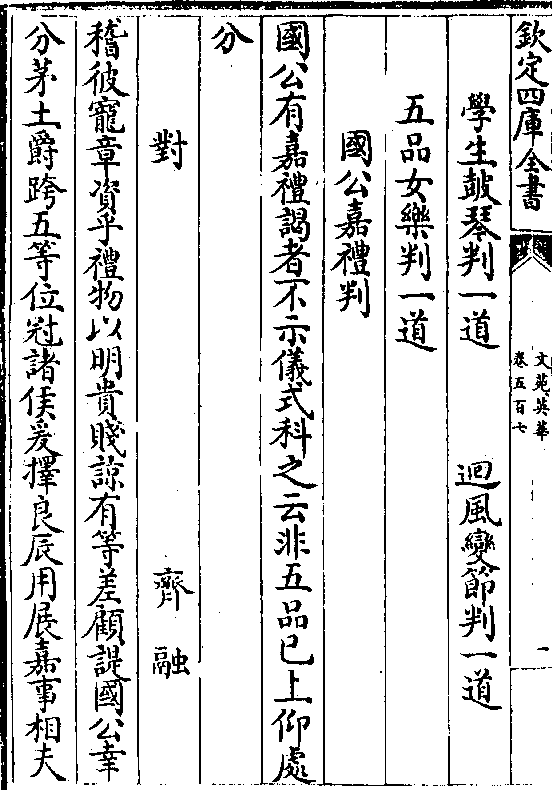 欽定四庫全書
文苑英華
卷五百七
一
學生鼓琴判一道 迴風變節判一道
五品女樂判一道
國公嘉禮判
國公有嘉禮謁者不示儀式科之云非五品已上仰處
分
對 齊融
稽彼寵章資乎禮物以明貴賤諒有等差顧諟國公幸
分茅土爵跨五等位冠諸侯爰擇良辰用展嘉事相夫